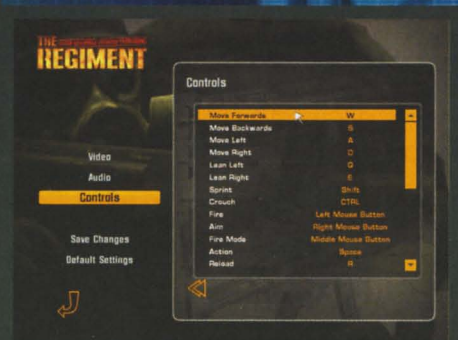 THE
REGIMENT
Controls
Move Forwards W
Move Backwards S
Move Left A
Move Right D
Lean Left Q
Lean Right E
Sprint Shift
Crouch CTRL
Fire Left Mouse Button
Aim Right Mouse Button
Fire Mode Middle Mouse Button
Action Space
Reload R
Video
Audio
Controls
Save Changes
Default Settings